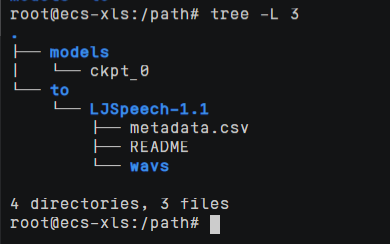 root@ecs-xls:/path# tree -L 3
.
├── models
│   └── ckpt_0
└── to
    └── LJSpeech-1.1
        ├── metadata.csv
        ├── README
        └── wavs

4 directories, 3 files
root@ecs-xls:/path#